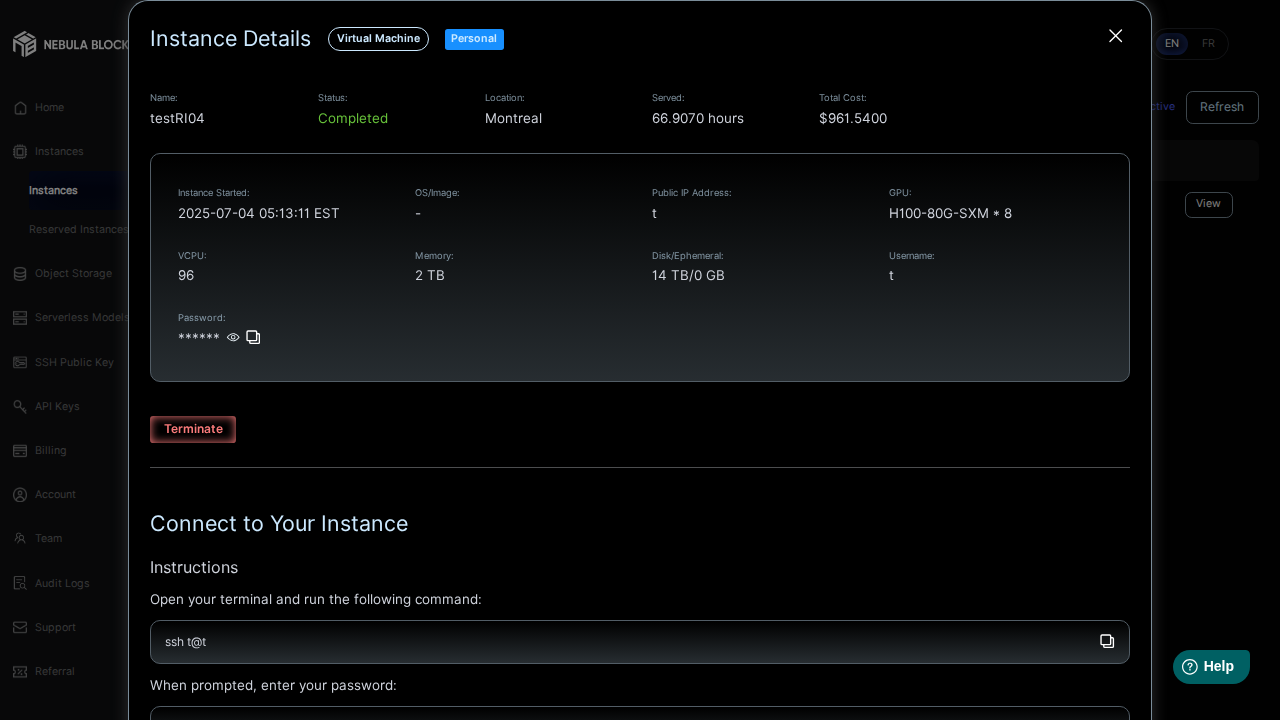 Instance Details
Virtual Machine
Personal
NEBULA BLOCK
EN
FR
Home
ctive
Refresh
Name:
Status:
Location:
Served:
Total Cost:
testRI04
Completed
Montreal
66.9070 hours
$961.5400
Instances
Instances
View
Reserved Instances
Object Storage
Serverless Models
SSH Public Key
API Keys
Billing
Account
Team
Audit Logs
Support
Referral
Instance Started:
OS/Image:
Public IP Address:
GPU:
2025-07-04 05:13:11 EST
-
t
H100-80G-SXM * 8
VCPU:
Memory:
Disk/Ephemeral:
Username:
96
2 TB
14 TB/0 GB
t
Password:
******
Terminate
Connect to Your Instance
Instructions
Open your terminal and run the following command:
ssh t@t
When prompted, enter your password:
Help